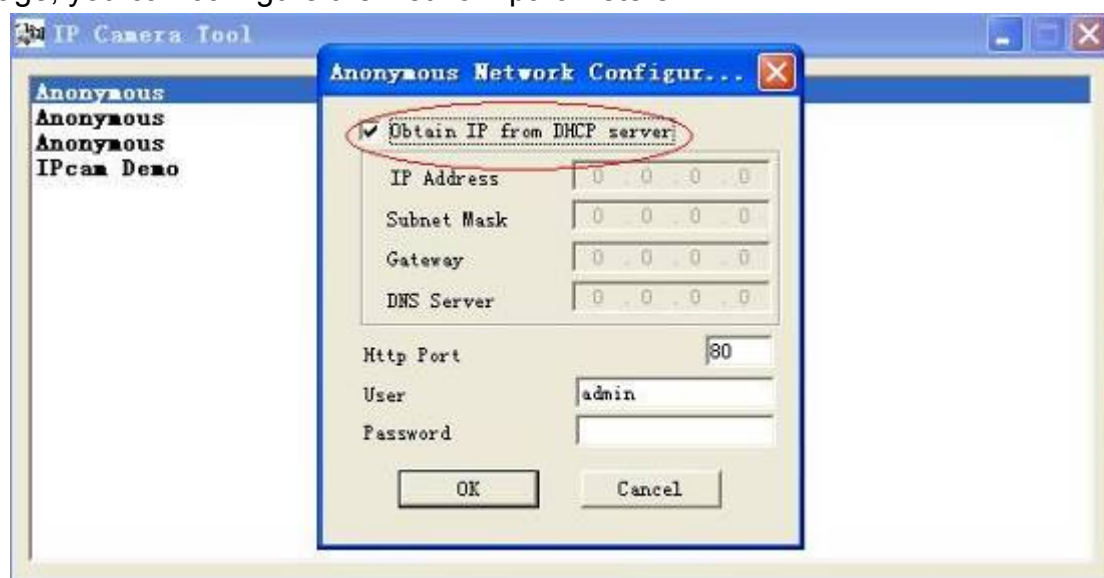 you can configure the network parameters
IP Camera Tool
Anonymous Network Configur...
Anonymous
Anonymous
Anonymous
IPcam Demo
Obtain IP from DHCP server
IP Address 0 . 0 . 0 . 0
Subnet Mask 0 . 0 . 0 . 0
Gateway 0 . 0 . 0 . 0
DNS Server 0 . 0 . 0 . 0
Http Port 80
User admin
Password
OK Cancel